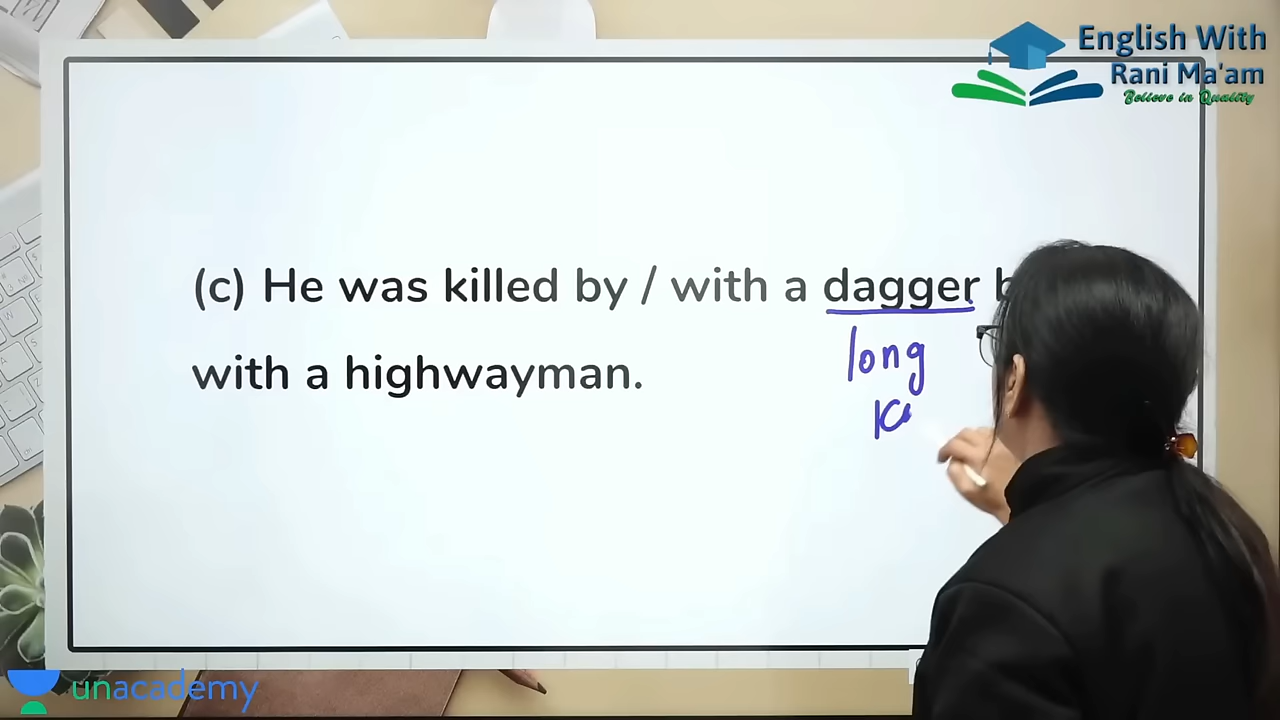 English With
Rani Ma'am
Believe in Quality
(c) He was killed by / with a dagger b
with a highwayman.
long
unacademy